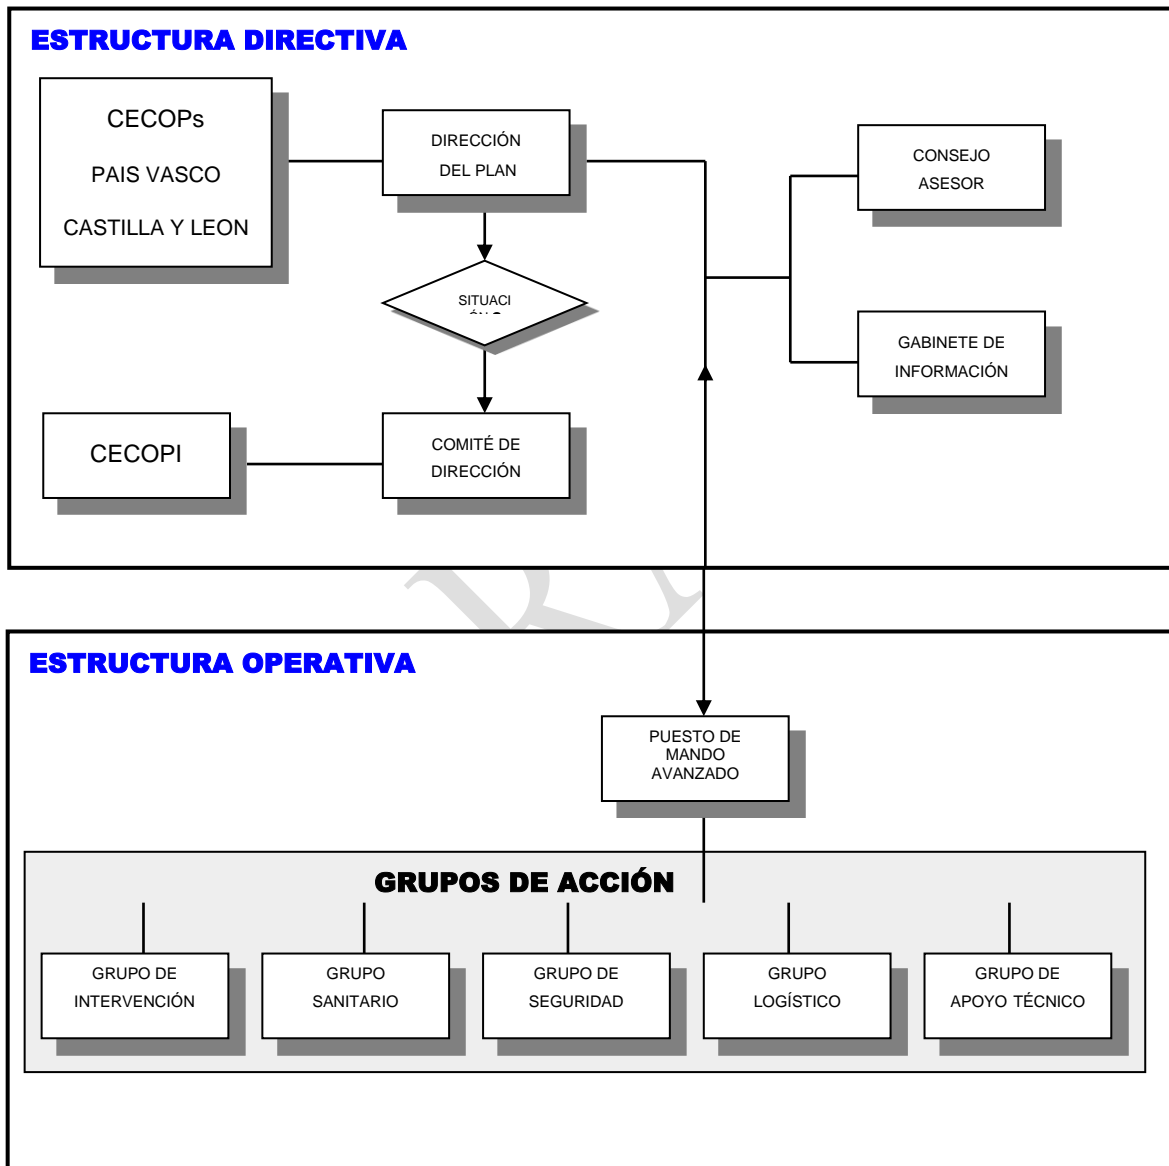 ESTRUCTURA DIRECTIVA
CECOPs
PAIS VASCO
CASTILLA Y LEON
DIRECCIÓN
DEL PLAN
CONSEJO
ASESOR
SITUACI
GABINETE DE
INFORMACIÓN
CECOPI
COMITÉ DE
DIRECCIÓN
ESTRUCTURA OPERATIVA
PUESTO DE
MANDO
AVANZADO
GRUPOS DE ACCIÓN
GRUPO DE
INTERVENCIÓN
GRUPO
SANITARIO
GRUPO DE
SEGURIDAD
GRUPO
LOGÍSTICO
GRUPO DE
APOYO TÉCNICO